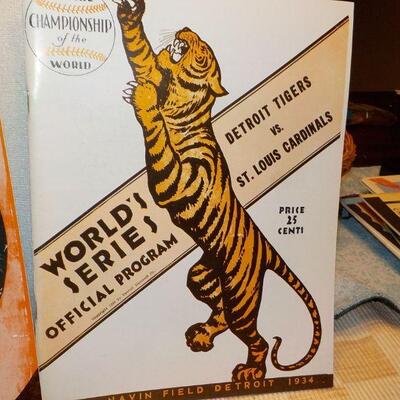 CHAMPIONSHIP
of the
WORLD
DETROIT TIGERS
VS.
ST. LOUIS CARDINALS
WORLD'S
SERIES
OFFICIAL PROGRAM
PRICE
25
CENTS
NAVIN FIELD DETROIT 1934